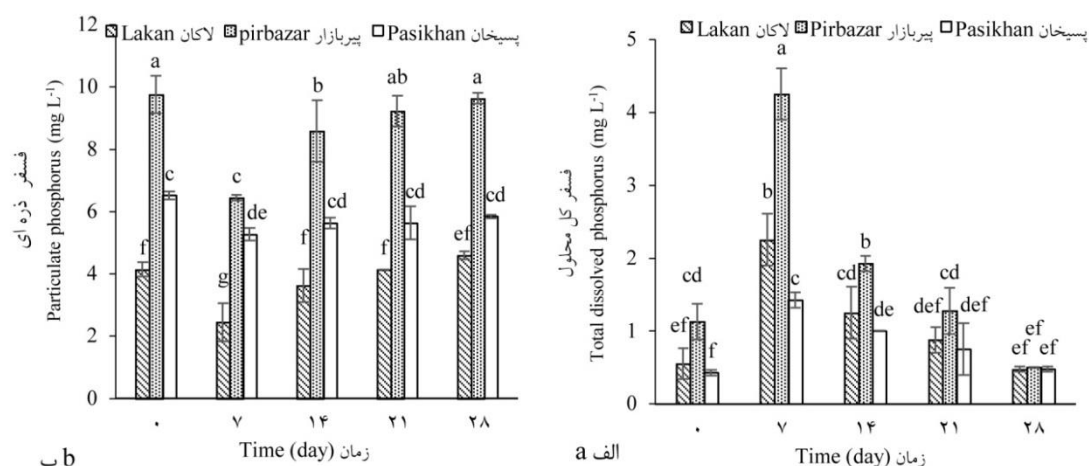 Lakan لاکان pirbazar پیربازار Pasikhan پسیخان
فسفر ذره ای
Particulate phosphorus (mg L-1)
12
10
8
6
4
2
0
a
c
f
c
de
g
b
cd
f
ab
cd
f
a
cd
ef
۰ ۷ ۱۴ ۲۱ ۲۸
Time (day) زمان
b ب
Lakan لاکان Pirbazar پیربازار Pasikhan پسیخان
فسفر کل محلول
Total dissolved phosphorus (mg L-1)
5
4
3
2
1
0
cd
ef
f
a
b
c
b
cd
de
cd
def
def
ef
ef
ef
۰ ۷ ۱۴ ۲۱ ۲۸
Time (day) زمان
a الف